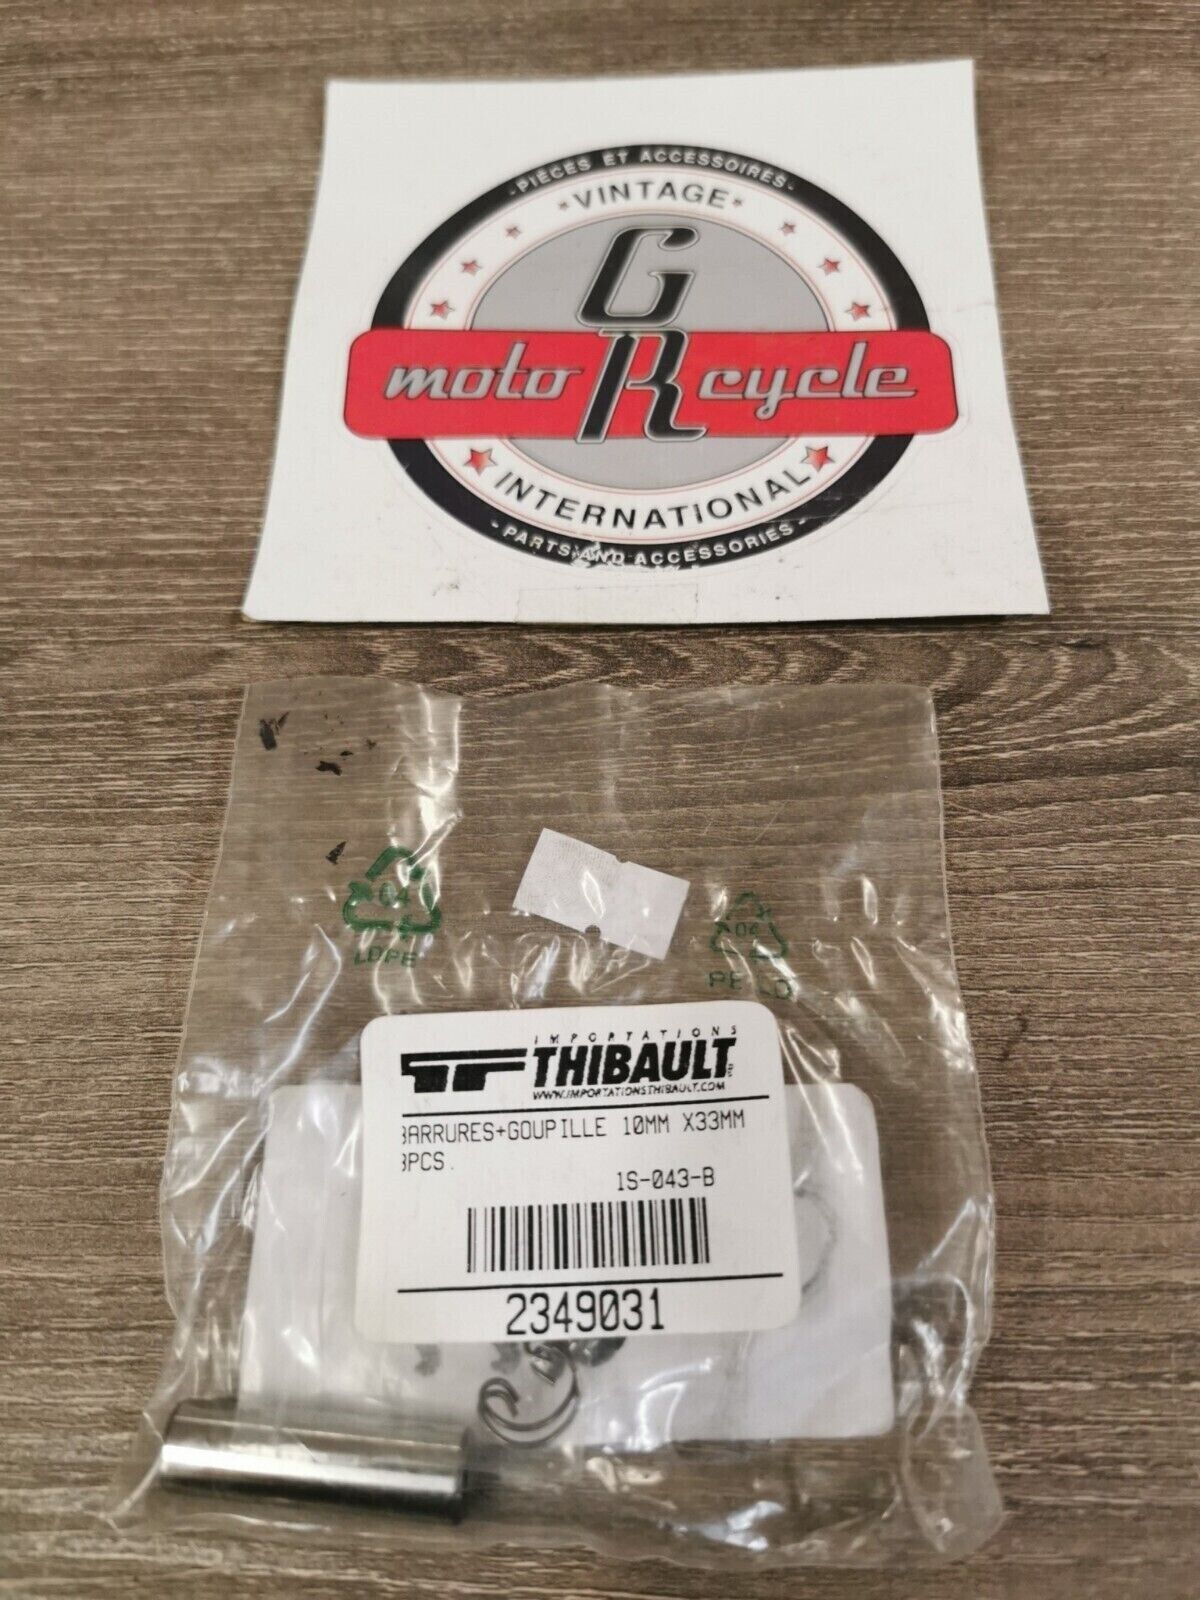 -PIÈCES ET ACCESSOIRES-
*VINTAGE*
G
moto R cycle
INTERNATIONAL
- PARTS AND ACCESSORIES -
04
LDPE
04
PE-LD
IMPORTATIONS
THIBAULT
WWW.IMPORTATIONSTHIBAULT.COM
BARRURES+GOUPILLE 10MM X33MM
3PCS.
1S-043-B
2349031